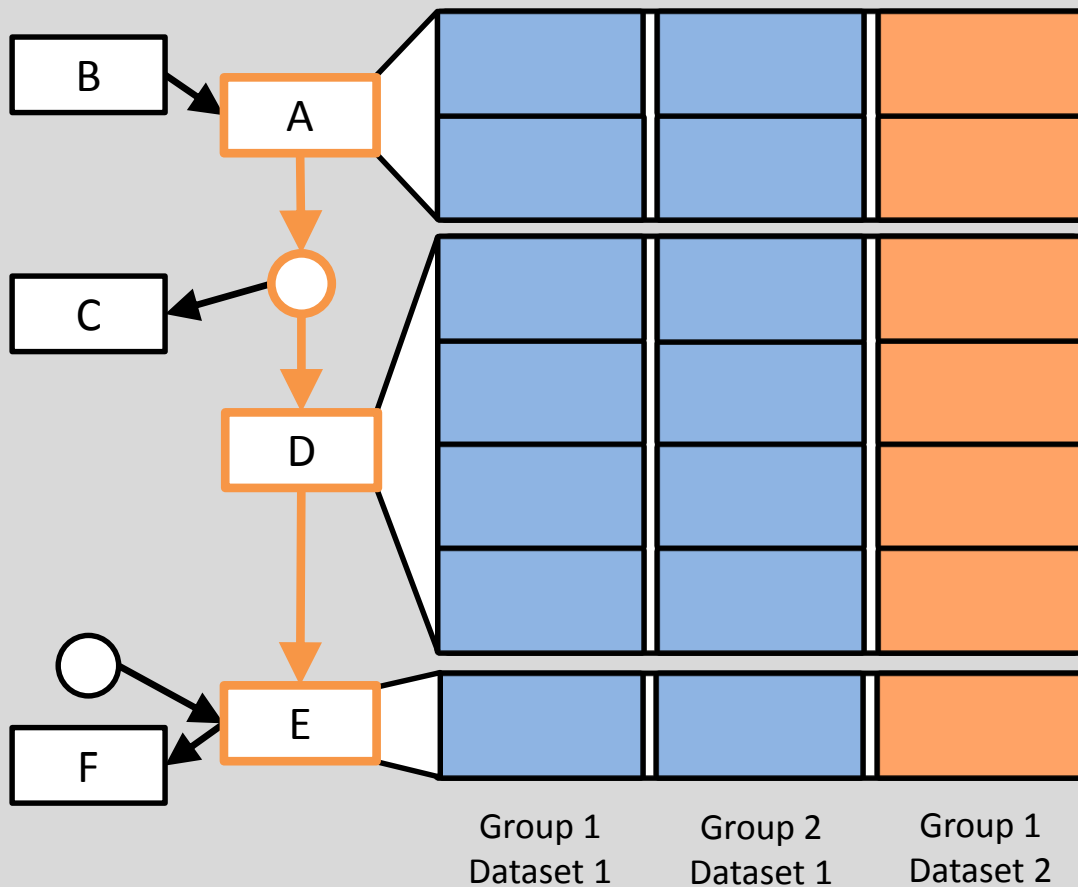 B
A
C
D
E
F
Group 1
Dataset 1
Group 2
Dataset 1
Group 1
Dataset 2